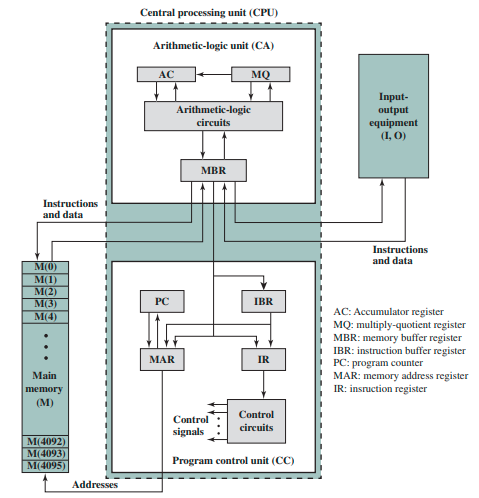 Central processing unit (CPU)
Arithmetic-logic unit (CA)
AC
MQ
Arithmetic-logic
circuits
MBR
Input-
output
equipment
(I, O)
Instructions
and data
Instructions
and data
M(0)
M(1)
M(2)
M(3)
M(4)
Main
memory
(M)
M(4092)
M(4093)
M(4095)
PC
IBR
MAR
IR
Control
signals
Control
circuits
Program control unit (CC)
Addresses
AC: Accumulator register
MQ: multiply-quotient register
MBR: memory buffer register
IBR: instruction buffer register
PC: program counter
MAR: memory address register
IR: insruction register